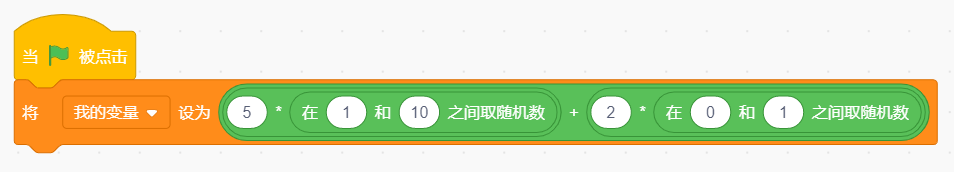 当 被点击
将 我的变量 设为 5 * 在 1 和 10 之间取随机数 + 2 * 在 0 和 1 之间取随机数